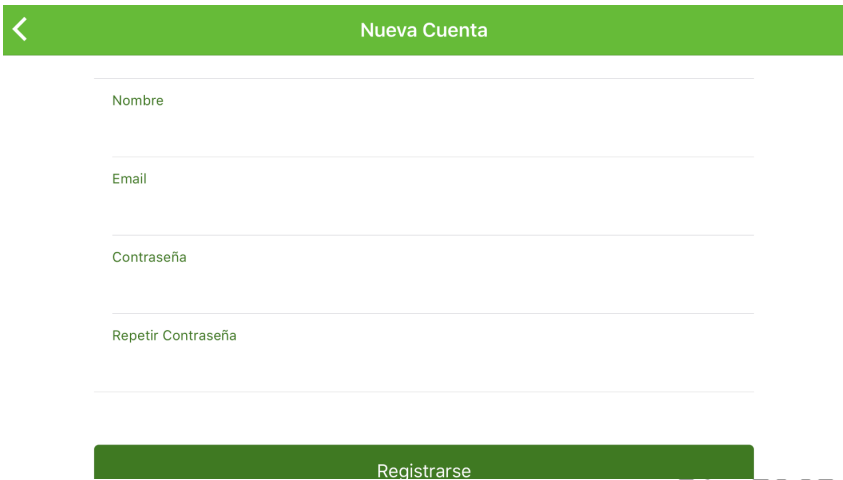 Nueva Cuenta
Nombre
Email
Contraseña
Repetir Contraseña
Registrarse